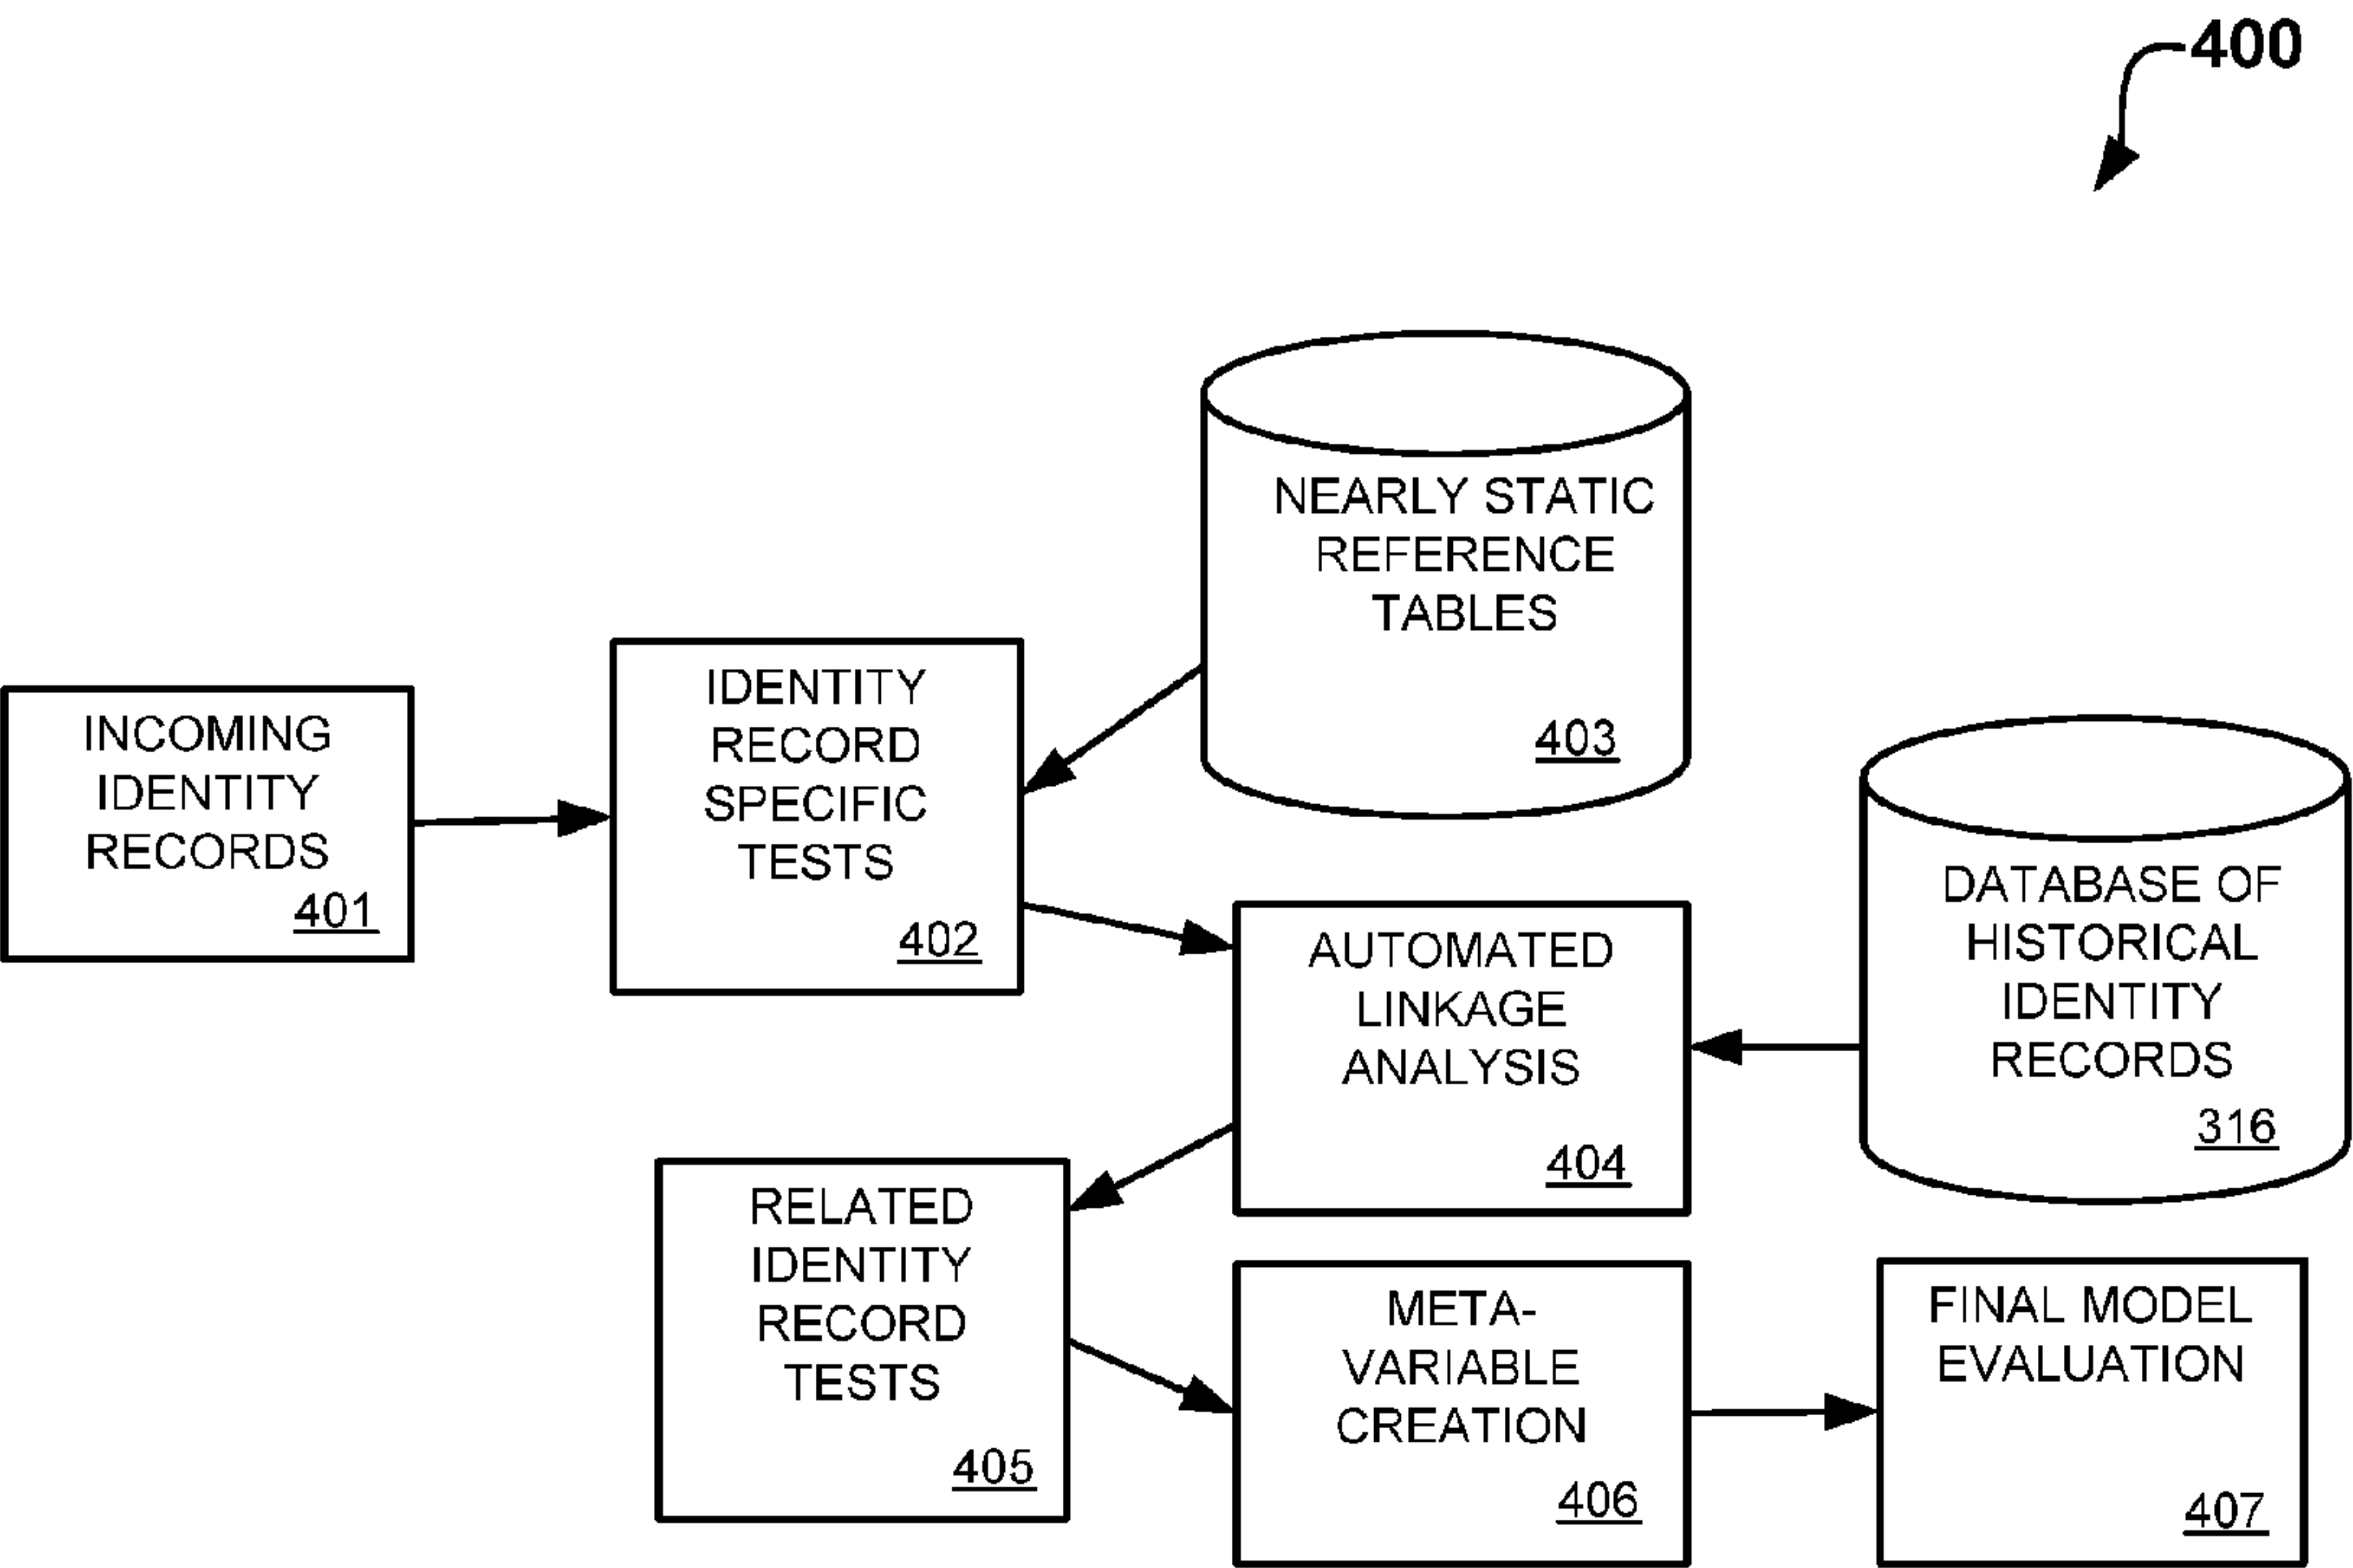 400
NEARLY STATIC
REFERENCE
TABLES
403
INCOMING
IDENTITY
RECORDS
401
IDENTITY
RECORD
SPECIFIC
TESTS
402
DATABASE OF
HISTORICAL
IDENTITY
RECORDS
316
AUTOMATED
LINKAGE
ANALYSIS
404
RELATED
IDENTITY
RECORD
TESTS
405
META-
VARIABLE
CREATION
406
FINAL MODEL
EVALUATION
407